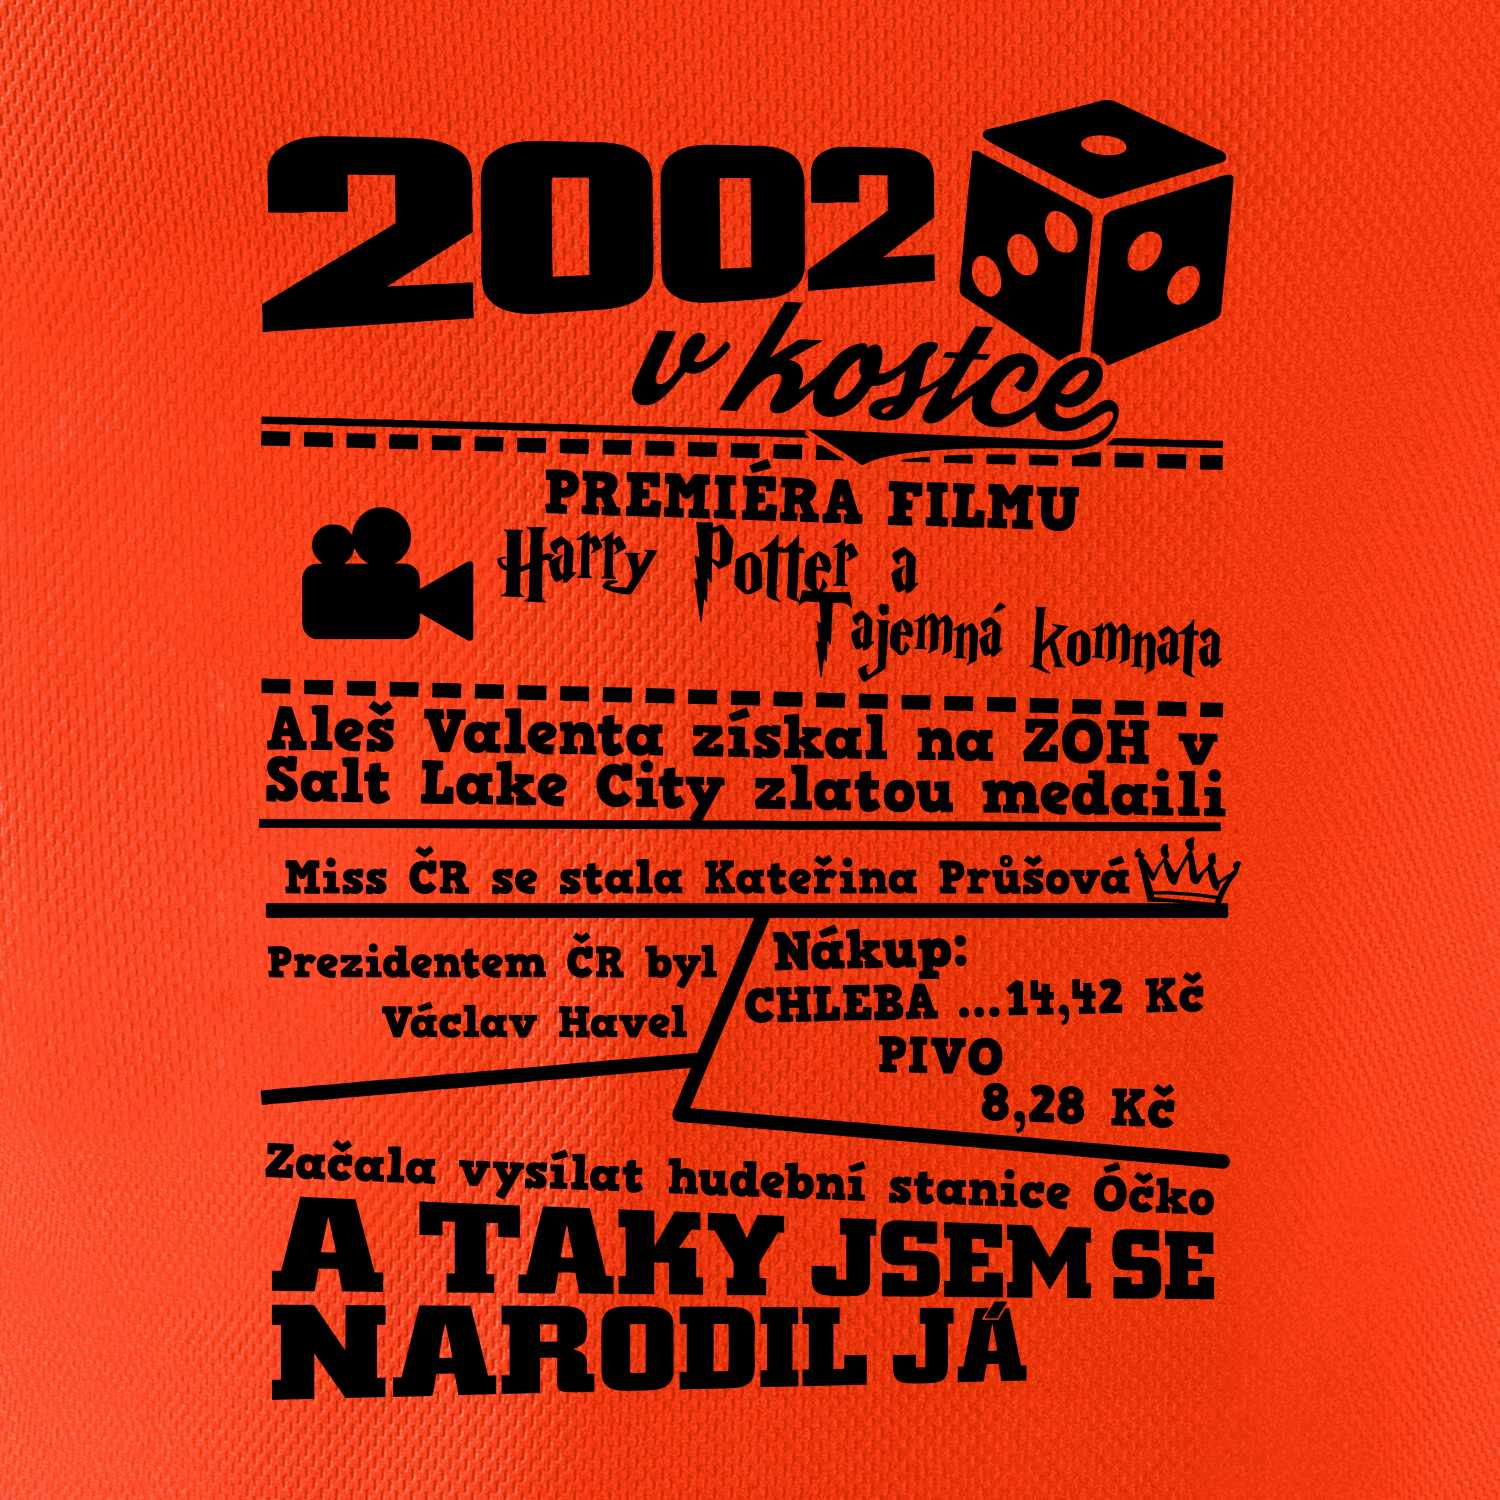 2002
v kostce
PREMIÉRA FILMU
Harry Potter a
Tajemná komnata
Aleš Valenta získal na ZOH v
Salt Lake City zlatou medaili
Miss ČR se stala Kateřina Průšová
Prezidentem ČR byl
Václav Havel
Nákup:
CHLEBA ...14,42 Kč
PIVO
8,28 Kč
Začala vysílat hudební stanice Óčko
A TAKY JSEM SE
NARODIL JÁ